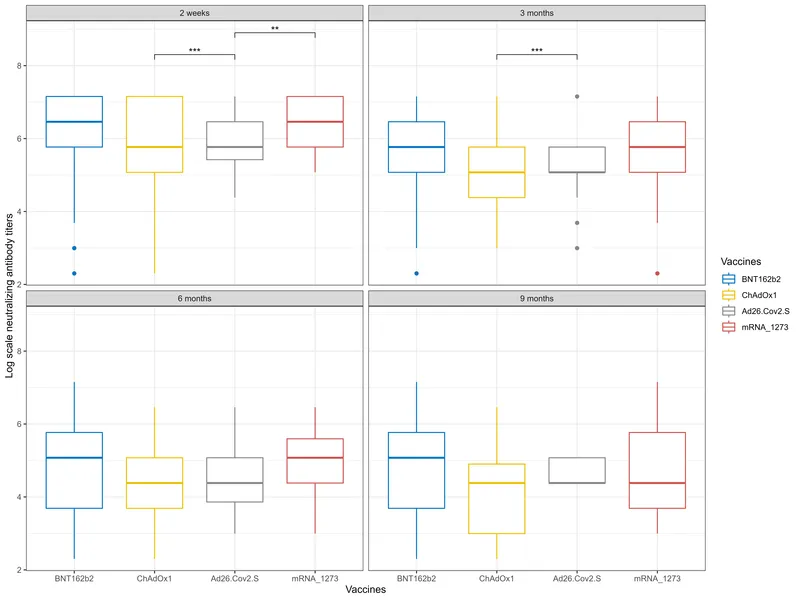 2 weeks
3 months
***
**
***
8
6
4
2
6 months
9 months
8
6
4
2
Log scale neutralizing antibody titers
BNT162b2
ChAdOx1
Ad26.Cov2.S
mRNA_1273
BNT162b2
ChAdOx1
Ad26.Cov2.S
mRNA_1273
Vaccines
Vaccines
BNT162b2
ChAdOx1
Ad26.Cov2.S
mRNA_1273